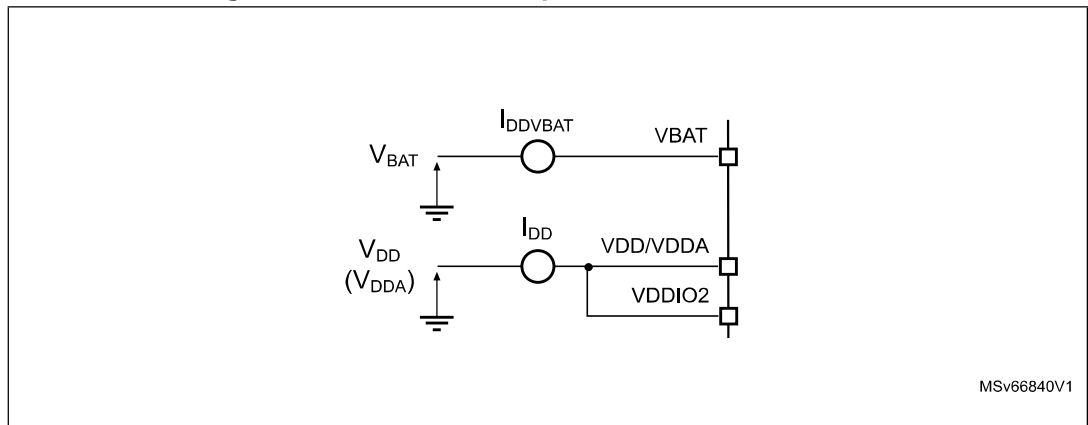 I_DDVBAT
VBAT
V_BAT
I_DD
VDD/VDDA
V_DD
(V_DDA)
VDDIO2
MSv66840V1